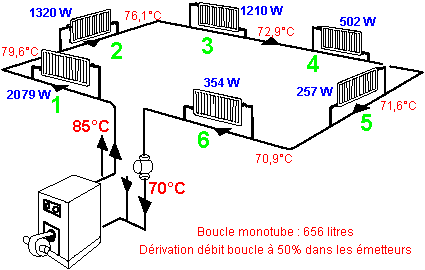 1320 W
76,1°C
1210 W
2
3
72,9°C
502 W
4
79,6°C
2079 W
1
354 W
257 W
5
71,6°C
85°C
6
70°C
70,9°C
Boucle monotube : 656 litres
Dérivation débit boucle à 50% dans les émetteurs